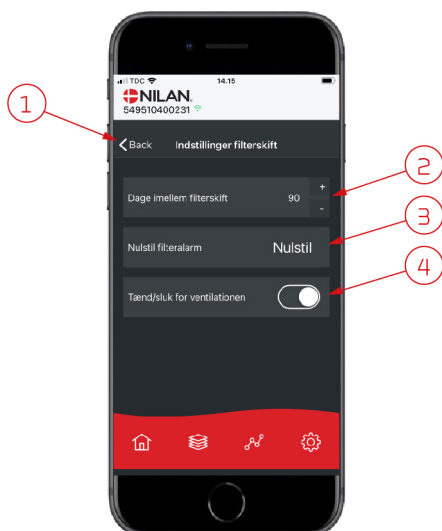 TDC 14.15
NILAN.
549510400231
Back Indstillinger filterskift
Dage imellem filterskift 90 + -
Nulstil filteralarm Nulstil
Tænd/sluk for ventilationen
1
2
3
4